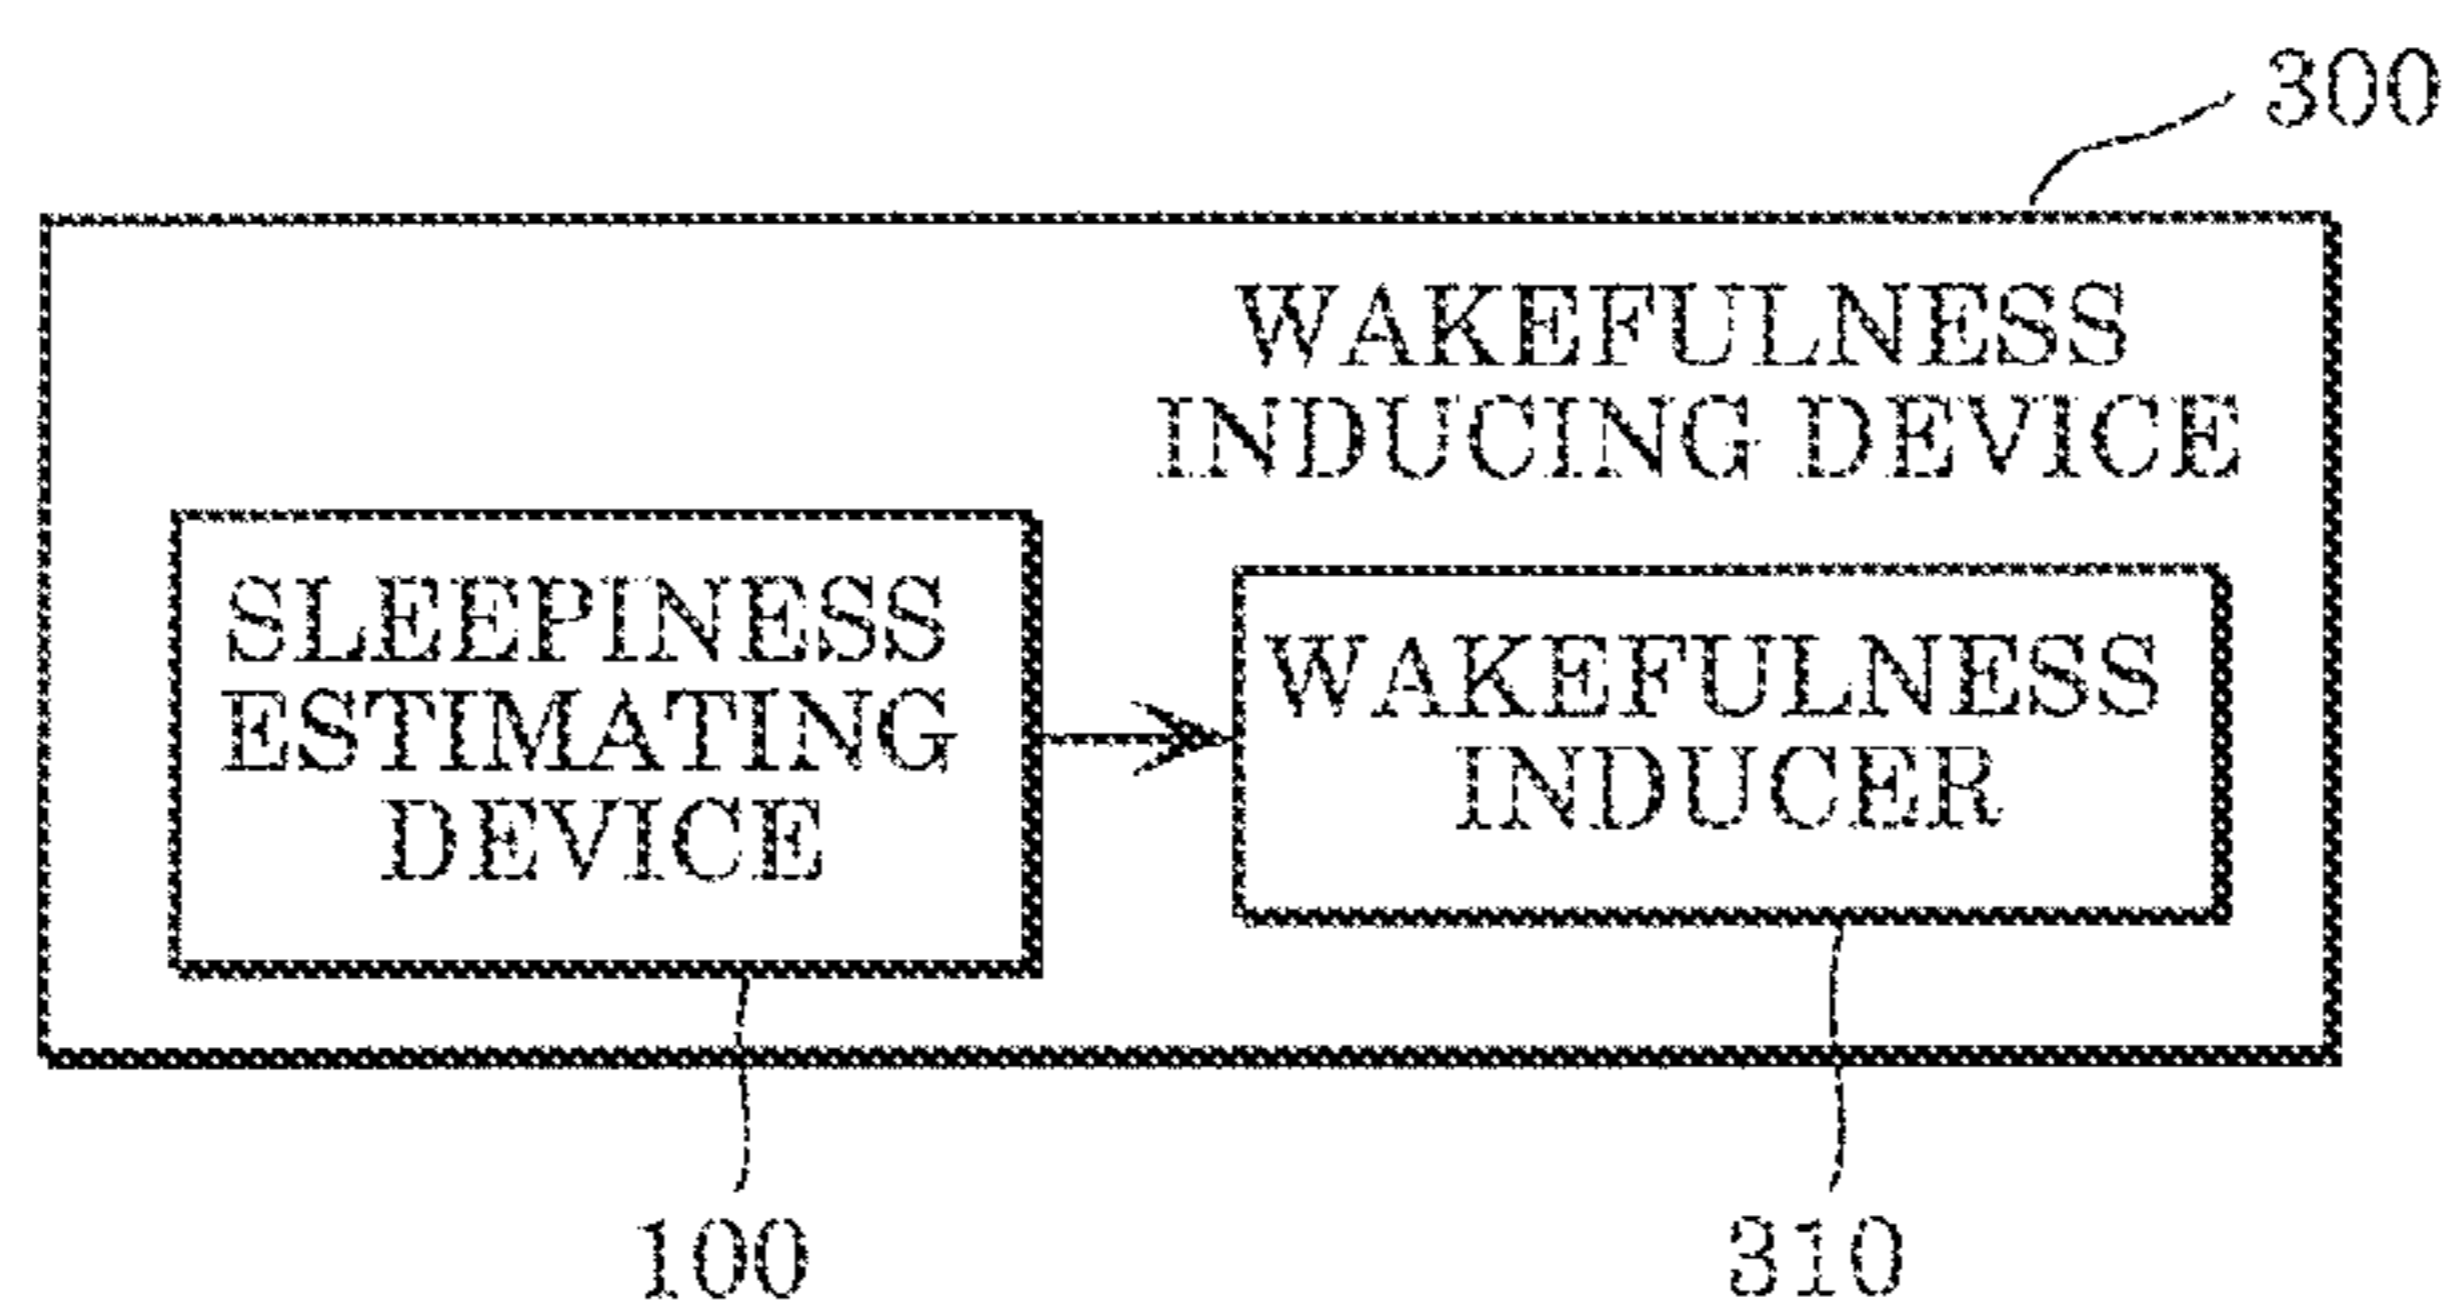 300
WAKEFULNESS
INDUCING DEVICE
SLEEPINESS
ESTIMATING
DEVICE
WAKEFULNESS
INDUCER
100
310